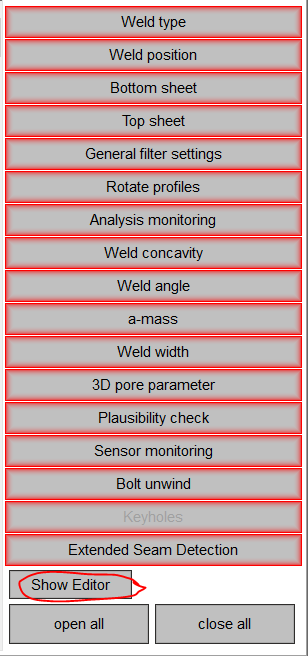 Weld type
Weld position
Bottom sheet
Top sheet
General filter settings
Rotate profiles
Analysis monitoring
Weld concavity
Weld angle
a-mass
Weld width
3D pore parameter
Plausibility check
Sensor monitoring
Bolt unwind
Keyholes
Extended Seam Detection
Show Editor
open all
close all